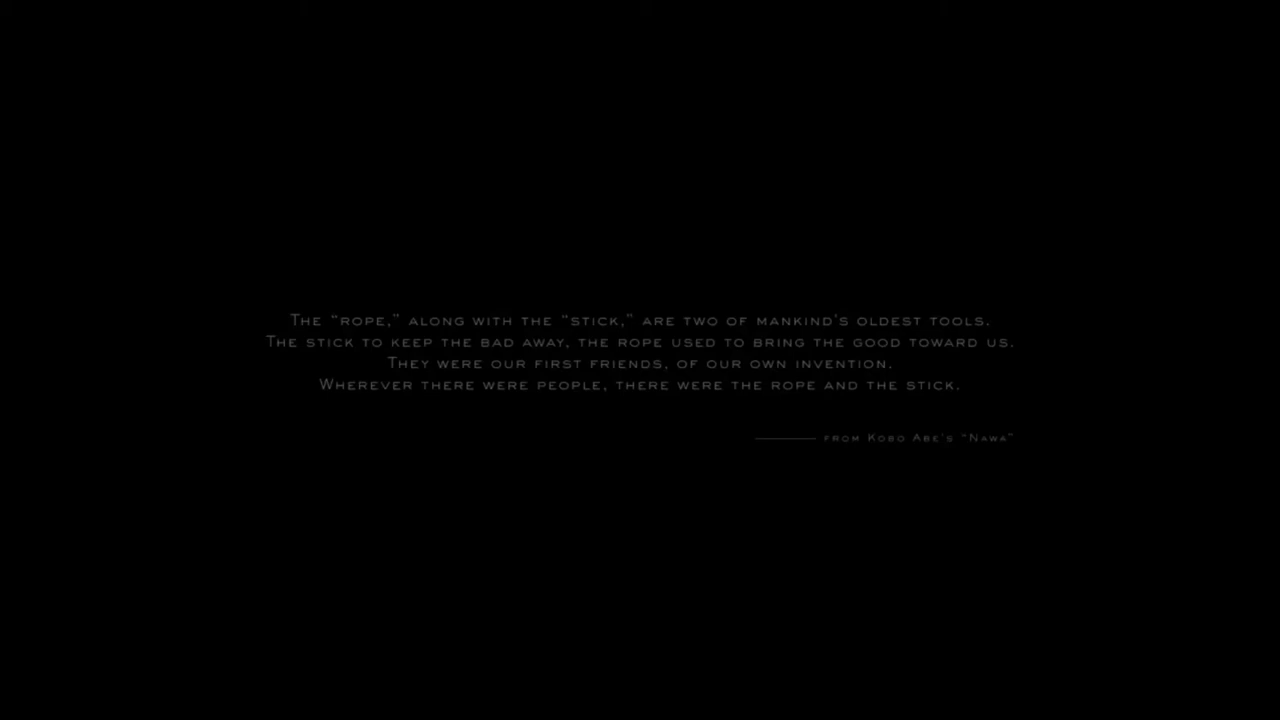 The “rope,” along with the “stick,” are two of mankind’s oldest tools.
The stick to keep the bad away, the rope used to bring the good toward us.
They were our first friends, of our own invention.
Wherever there were people, there were the rope and the stick.
——— from Kobo Abe’s “Nawa”